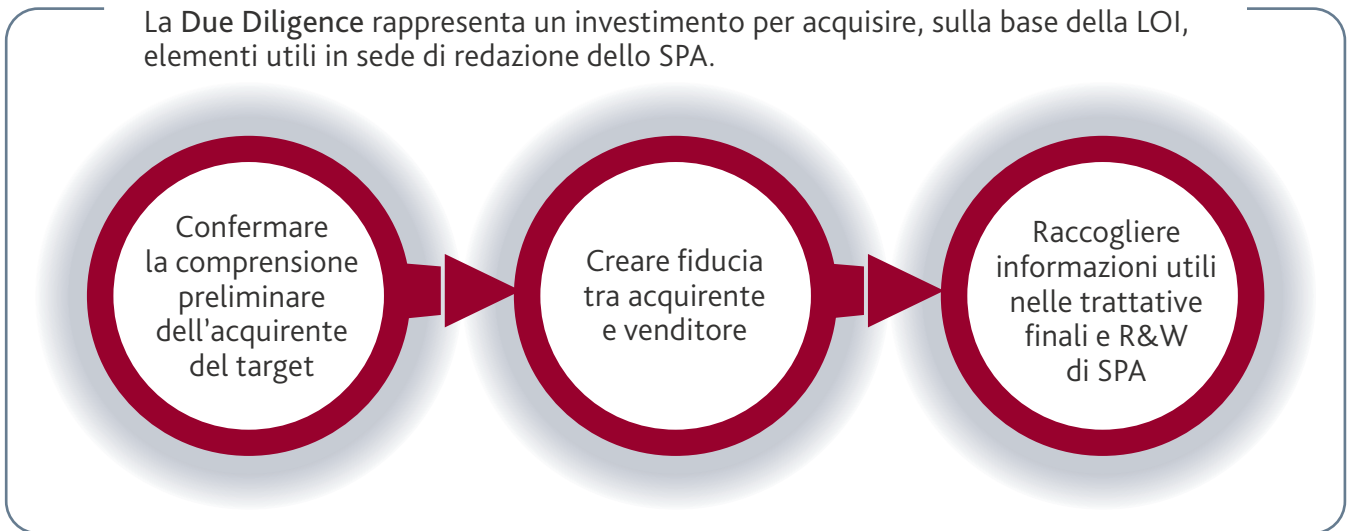 La Due Diligence rappresenta un investimento per acquisire, sulla base della LOI,
elementi utili in sede di redazione dello SPA.
Confermare
la comprensione
preliminare
dell’acquirente
del target
Creare fiducia
tra acquirente
e venditore
Raccogliere
informazioni utili
nelle trattative
finali e R&W
di SPA